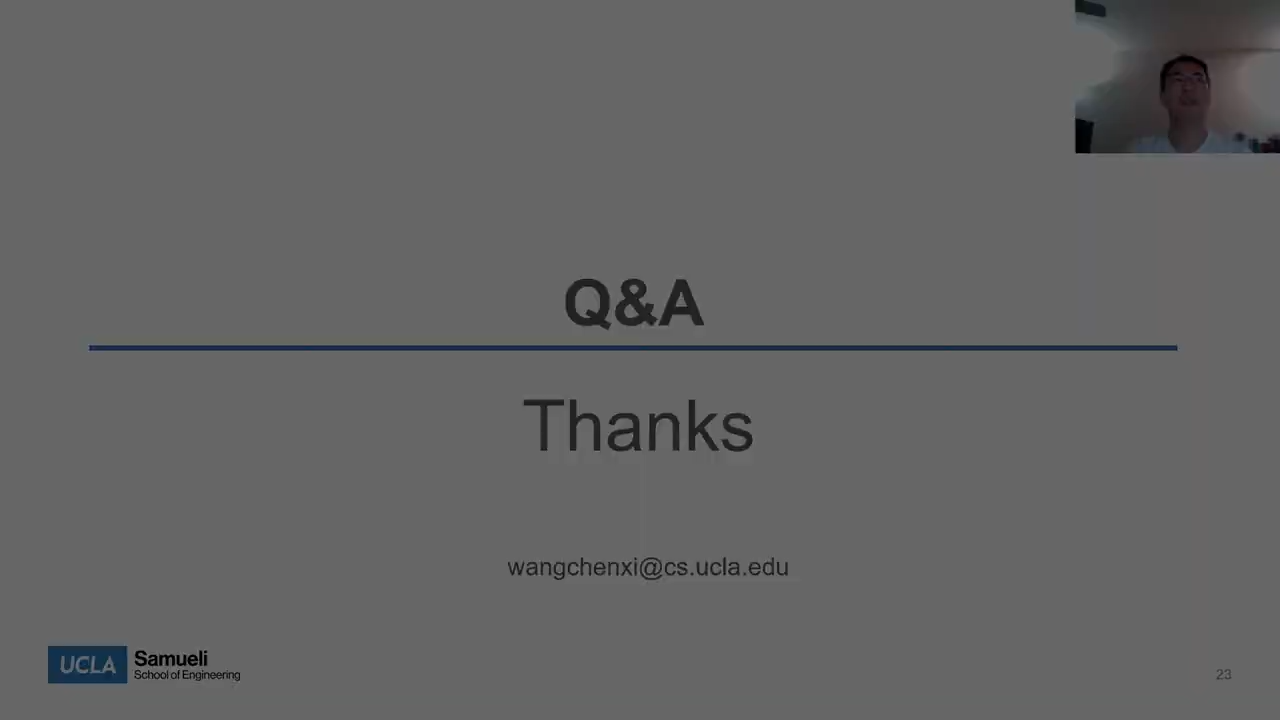 Q&A
Thanks
wangchenxi@cs.ucla.edu
UCLA
Samueli
School of Engineering
23